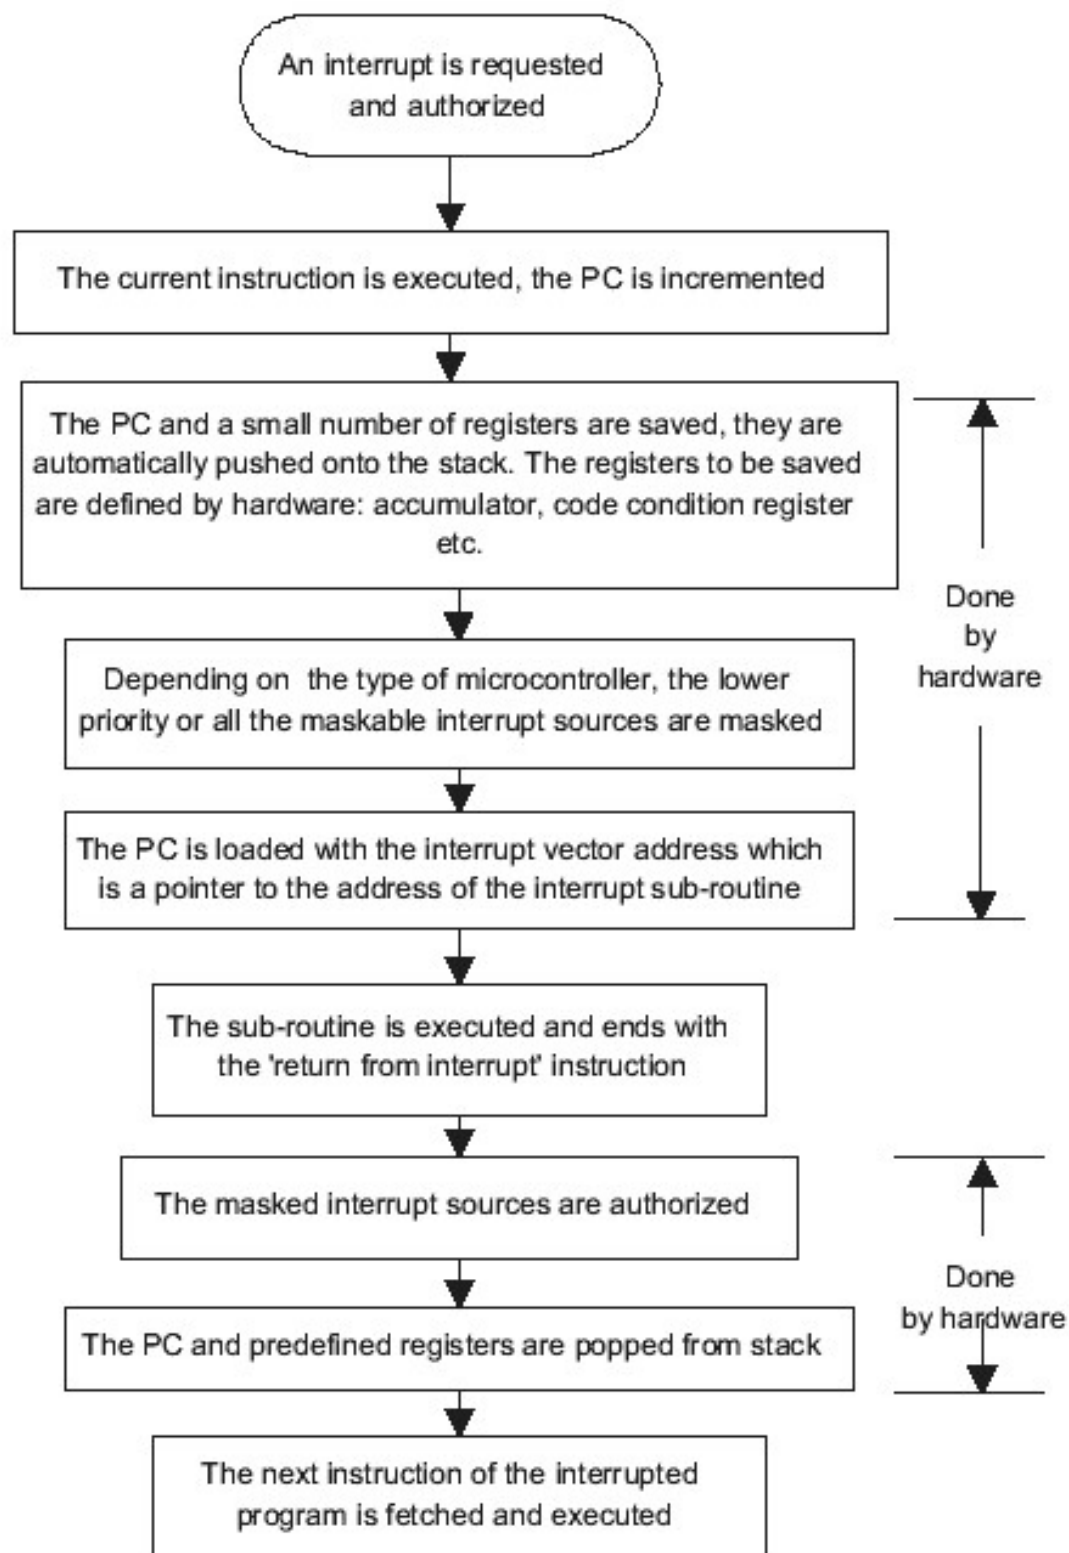 An interrupt is requested
and authorized
The current instruction is executed, the PC is incremented
The PC and a small number of registers are saved, they are
automatically pushed onto the stack. The registers to be saved
are defined by hardware: accumulator, code condition register
etc.
Done
by
hardware
Depending on the type of microcontroller, the lower
priority or all the maskable interrupt sources are masked
The PC is loaded with the interrupt vector address which
is a pointer to the address of the interrupt sub-routine
The sub-routine is executed and ends with
the 'return from interrupt' instruction
The masked interrupt sources are authorized
Done
by hardware
The PC and predefined registers are popped from stack
The next instruction of the interrupted
program is fetched and executed